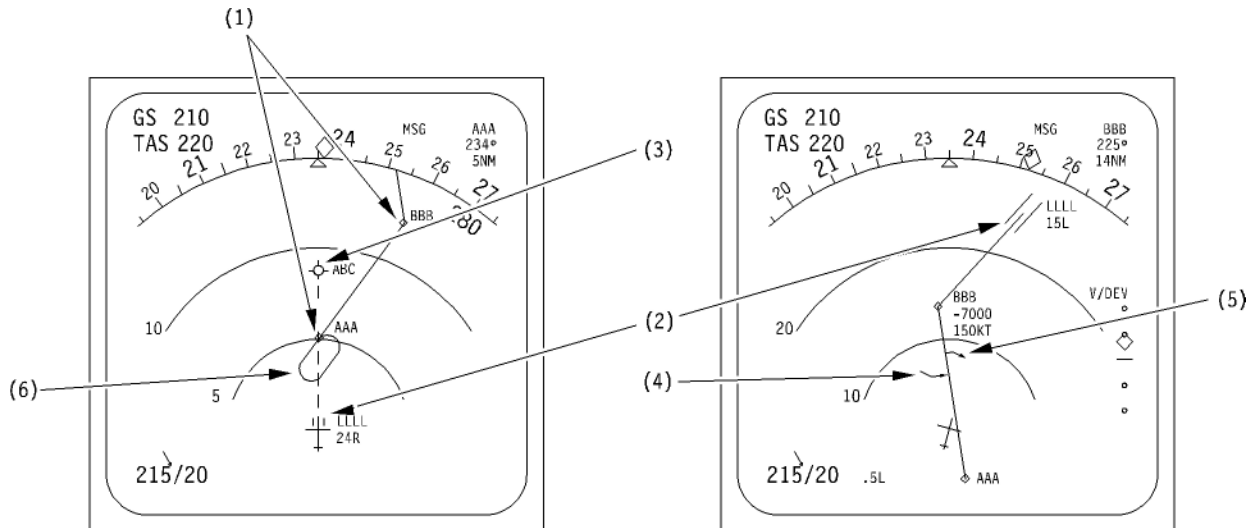 (1)
GS 210
TAS 220
20
21
22
23
24
25
26
27
280
MSG
AAA
234°
5NM
BBB
ABC
10
AAA
5
LLLL
24R
215/20
(3)
(2)
(6)
(4)
(5)
GS 210
TAS 220
20
21
22
23
24
25
26
27
MSG
BBB
225°
14NM
LLLL
15L
20
BBB
-7000
150KT
V/DEV
10
AAA
215/20
.5L